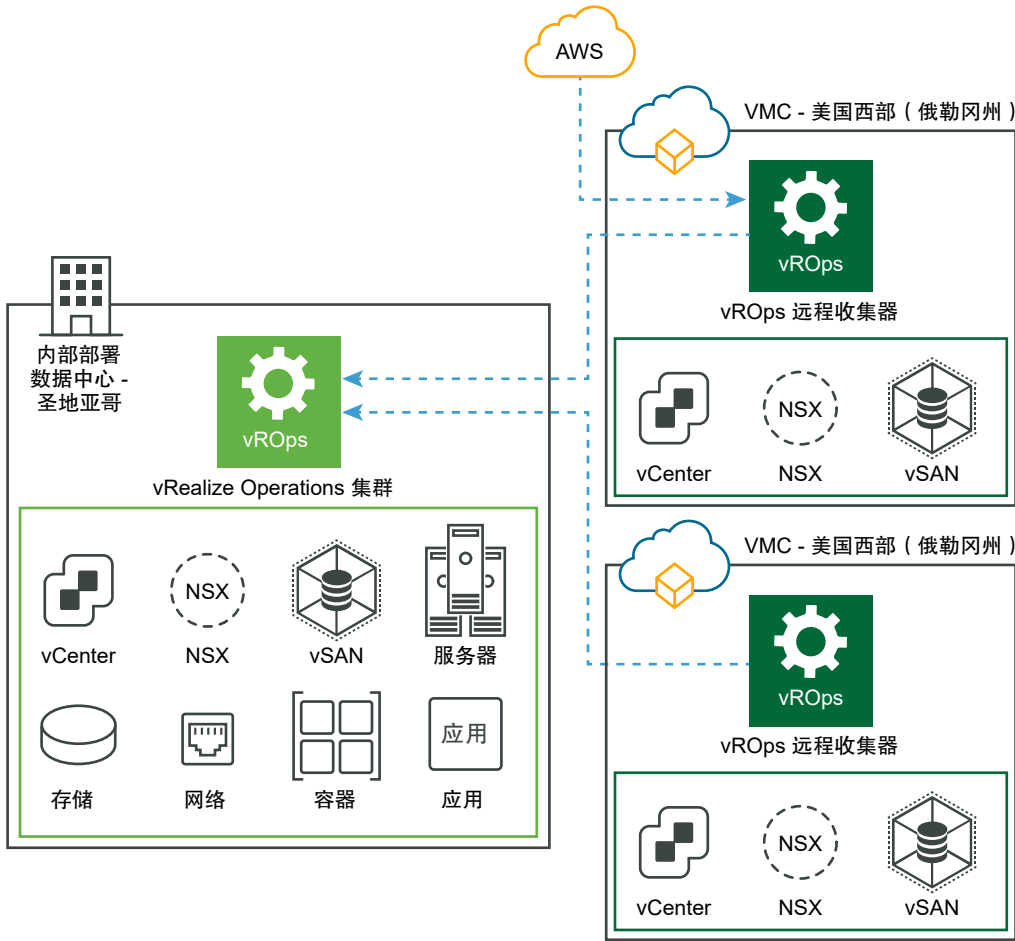 AWS
VMC - 美国西部（俄勒冈州）
vROps
vROps 远程收集器
vCenter
NSX
NSX
vSAN
内部部署
数据中心 -
圣地亚哥
vROps
vRealize Operations 集群
vCenter
NSX
NSX
vSAN
服务器
存储
网络
容器
应用
应用
VMC - 美国西部（俄勒冈州）
vROps
vROps 远程收集器
vCenter
NSX
NSX
vSAN